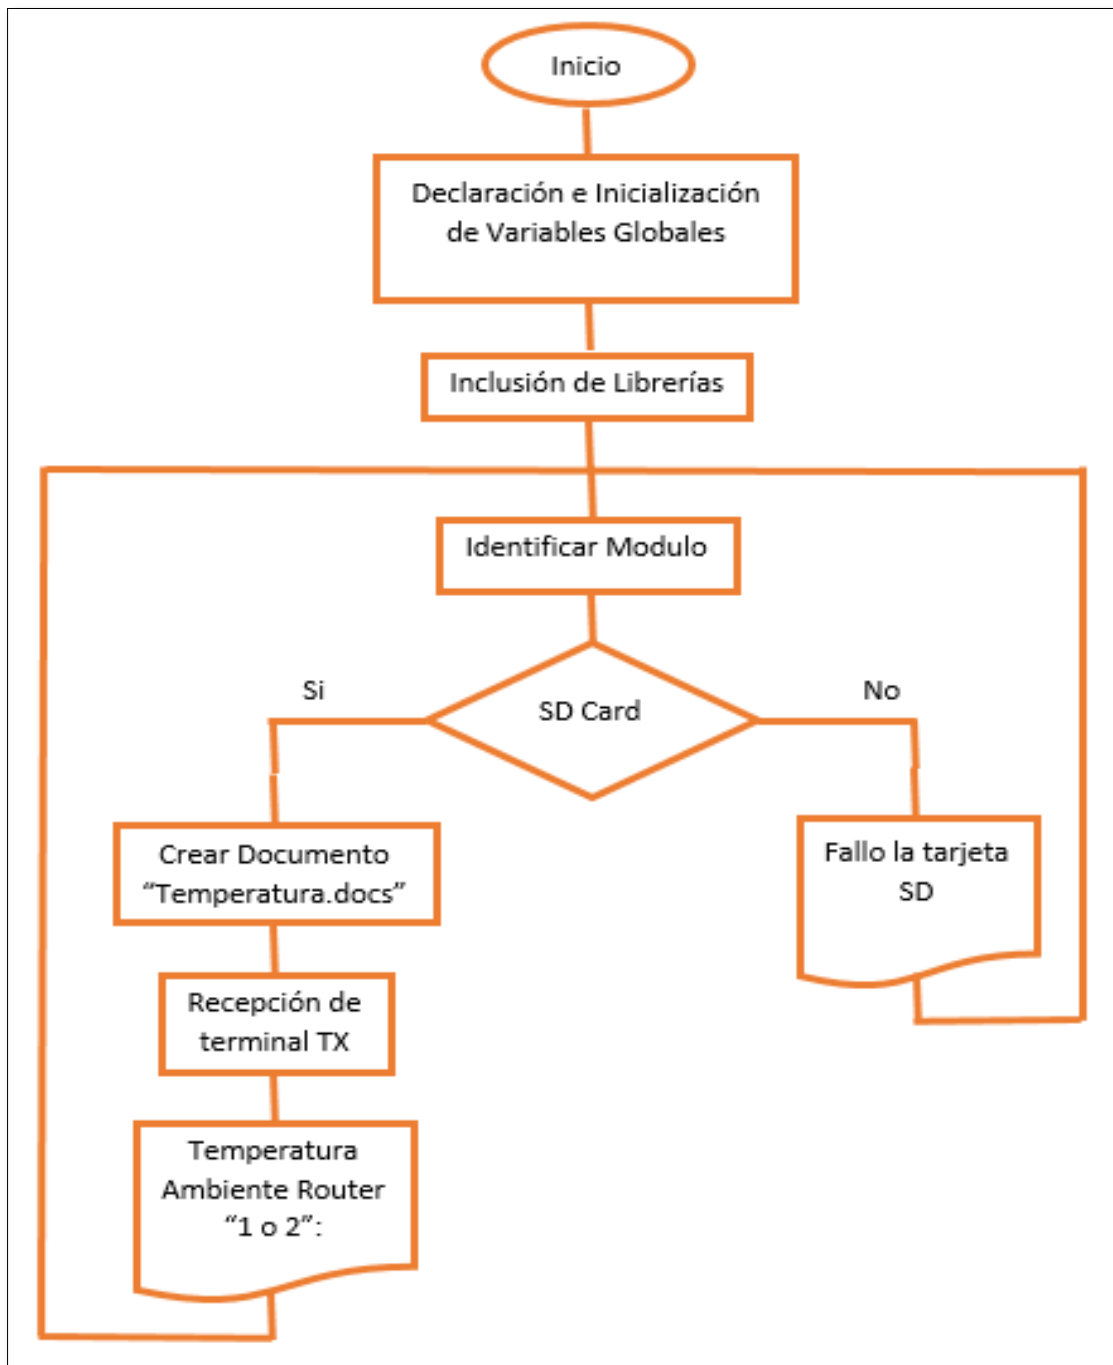 Inicio
Declaración e Inicialización
de Variables Globales
Inclusión de Librerías
Identificar Modulo
Si
SD Card
No
Crear Documento
“Temperatura.docs”
Fallo la tarjeta
SD
Recepción de
terminal TX
Temperatura
Ambiente Router
“1 o 2”: